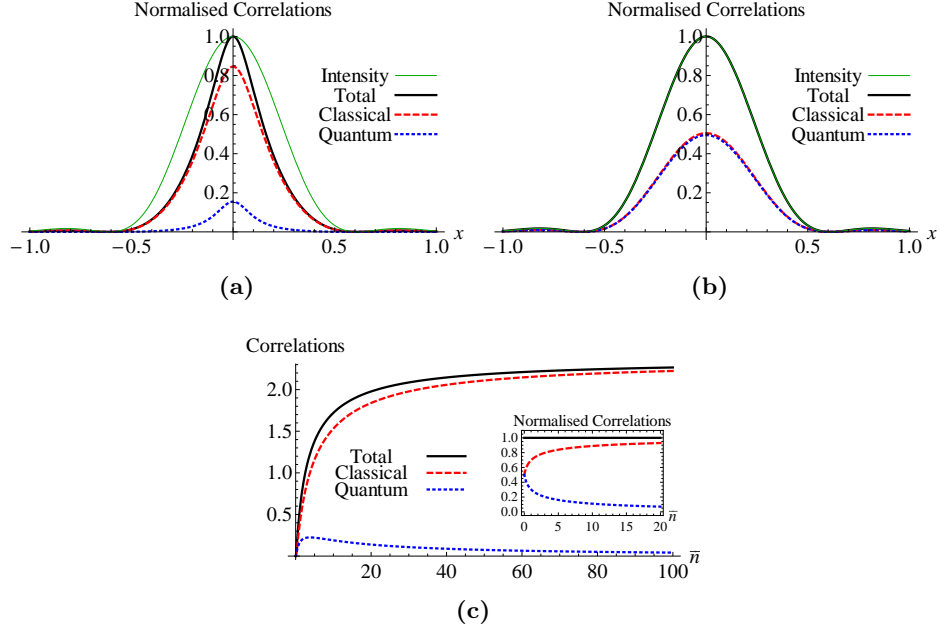 Normalised Correlations
1.0
0.8
0.6
0.4
0.2
Intensity
Total
Classical
Quantum
−1.0 −0.5 0.5 1.0 x
(a)
Normalised Correlations
1.0
0.8
0.6
0.4
0.2
Intensity
Total
Classical
Quantum
−1.0 −0.5 0.5 1.0 x
(b)
Correlations
2.0
1.5
1.0
0.5
Total
Classical
Quantum
20 40 60 80 100 n̄
Normalised Correlations
1.0
0.8
0.6
0.4
0.2
0.0
0 5 10 15 20 n̄
(c)